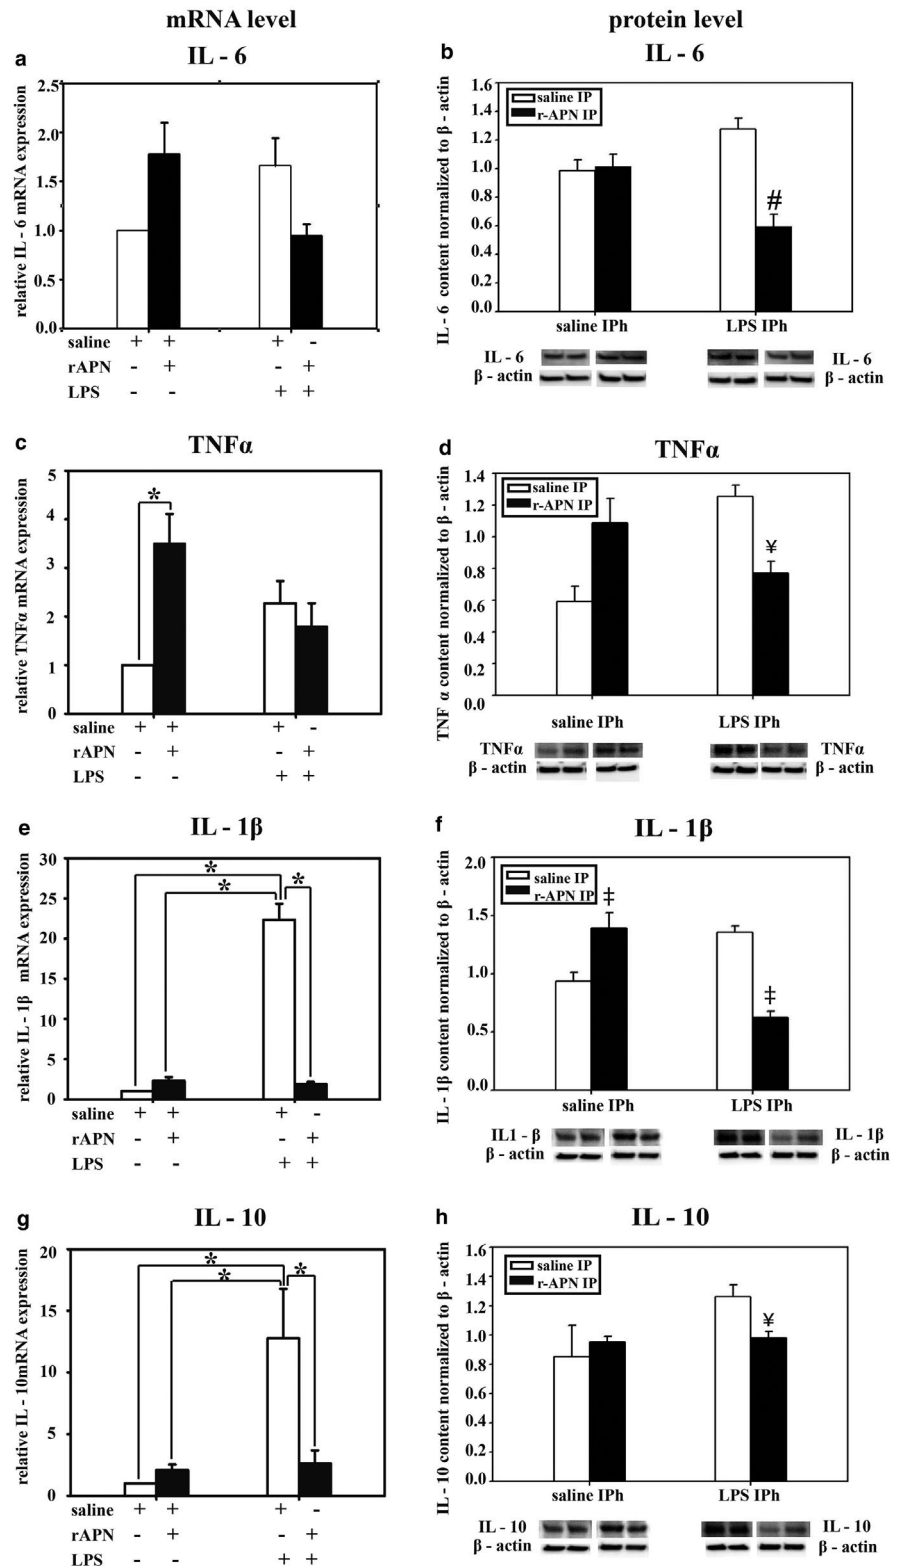 mRNA level
protein level
a
IL - 6
relative IL - 6 mRNA expression
2.5
2.0
1.5
1.0
0.5
0.0
saline + + + -
rAPN - + - +
LPS - - + +
b
IL - 6
IL - 6 content normalized to β - actin
1.6
1.4
1.2
1.0
0.8
0.6
0.4
0.2
0.0
saline IP
r-APN IP
#
saline IPh LPS IPh
IL - 6 IL - 6
β - actin β - actin
c
TNFα
relative TNFα mRNA expression
5
4
3
2
1
0
*
saline + + + -
rAPN - + - +
LPS - - + +
d
TNFα
TNF α content normalized to β - actin
1.4
1.2
1.0
0.8
0.6
0.4
0.2
0.0
saline IP
r-APN IP
¥
saline IPh LPS IPh
TNFα TNFα
β - actin β - actin
e
IL - 1β
relative IL - 1β mRNA expression
30
25
20
15
10
5
0
*
* *
saline + + + -
rAPN - + - +
LPS - - + +
f
IL - 1β
IL - 1β content normalized to β - actin
2.0
1.5
1.0
0.5
0.0
saline IP
r-APN IP
‡
‡
saline IPh LPS IPh
IL1 - β IL - 1β
β - actin β - actin
g
IL - 10
relative IL - 10mRNA expression
20
15
10
5
0
*
* *
saline + + + -
rAPN - + - +
LPS - - + +
h
IL - 10
IL - 10 content normalized to β - actin
1.6
1.4
1.2
1.0
0.8
0.6
0.4
0.2
0.0
saline IP
r-APN IP
¥
saline IPh LPS IPh
IL - 10 IL - 10
β - actin β - actin